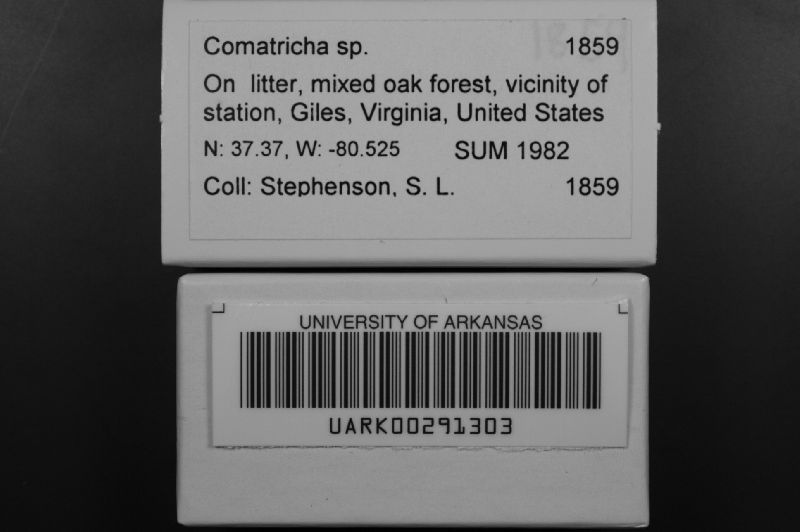 Comatricha sp. 1859
On litter, mixed oak forest, vicinity of
station, Giles, Virginia, United States
N: 37.37, W: -80.525 SUM 1982
Coll: Stephenson, S. L. 1859
UNIVERSITY OF ARKANSAS
UARK00291303